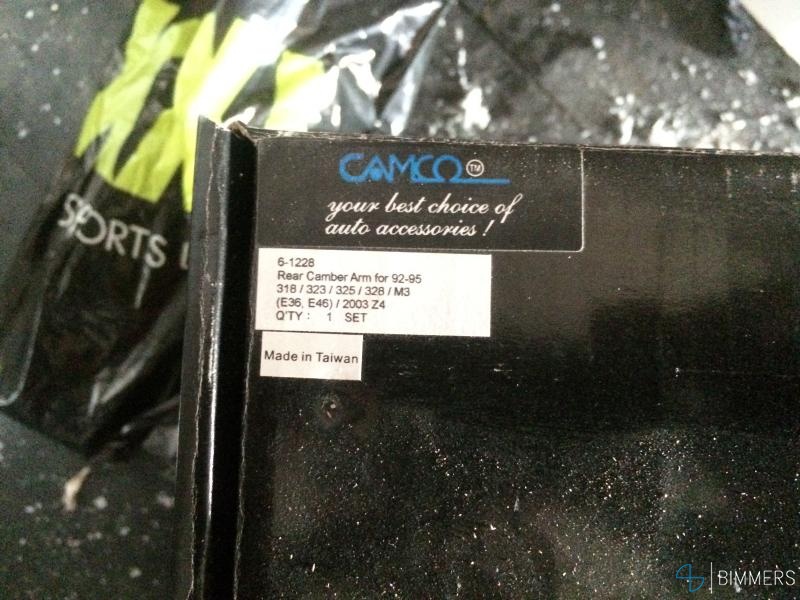 SPORTS
CAMCO TM
your best choice of
auto accessories !
6-1228
Rear Camber Arm for 92-95
318 / 323 / 325 / 328 / M3
(E36, E46) / 2003 Z4
Q'TY : 1 SET
Made in Taiwan
BIMMERS